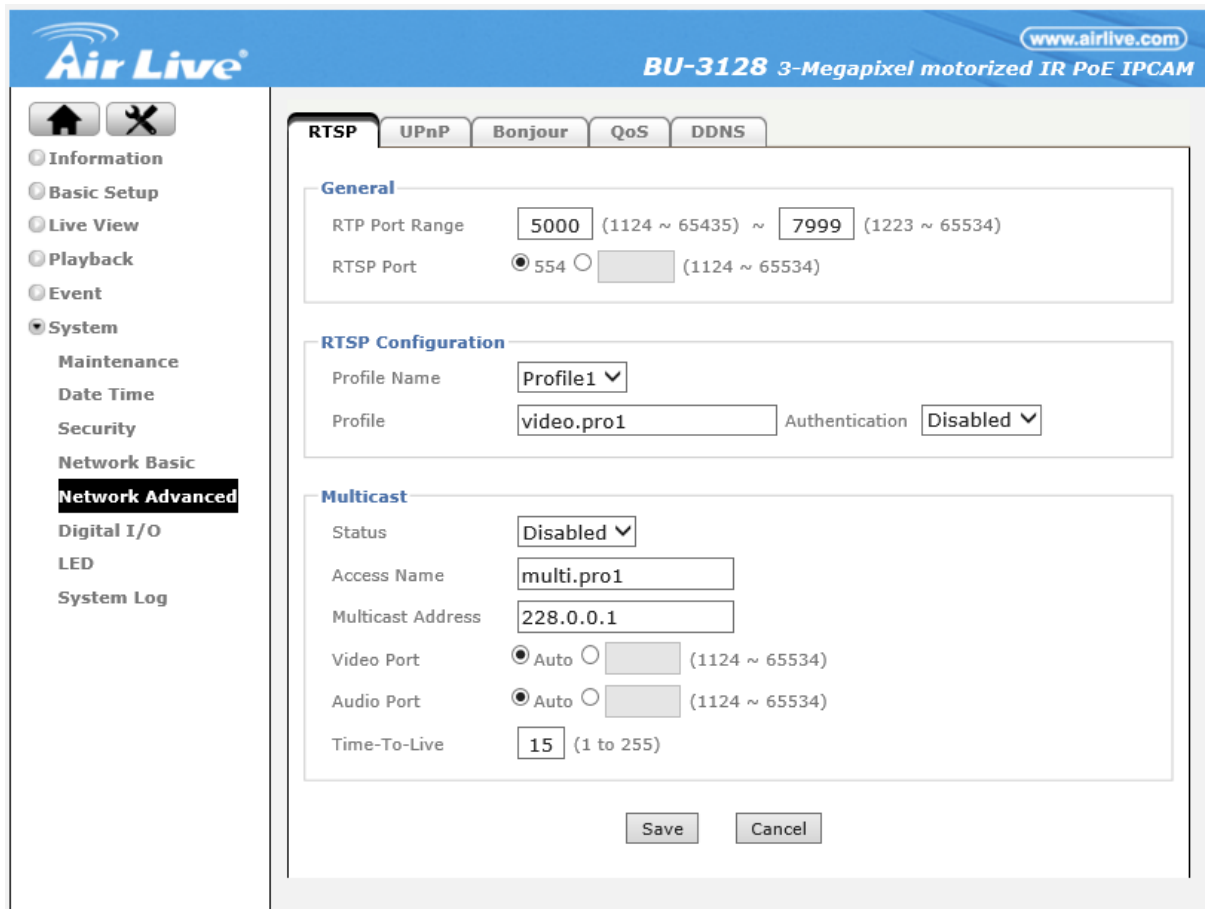 Air Live®
www.airlive.com
BU-3128 3-Megapixel motorized IR PoE IPCAM
Information
Basic Setup
Live View
Playback
Event
System
Maintenance
Date Time
Security
Network Basic
Network Advanced
Digital I/O
LED
System Log
RTSP UPnP Bonjour QoS DDNS
General
RTP Port Range 5000 (1124 ~ 65435) ~ 7999 (1223 ~ 65534)
RTSP Port 554 (1124 ~ 65534)
RTSP Configuration
Profile Name Profile1
Profile video.pro1 Authentication Disabled
Multicast
Status Disabled
Access Name multi.pro1
Multicast Address 228.0.0.1
Video Port Auto (1124 ~ 65534)
Audio Port Auto (1124 ~ 65534)
Time-To-Live 15 (1 to 255)
Save Cancel